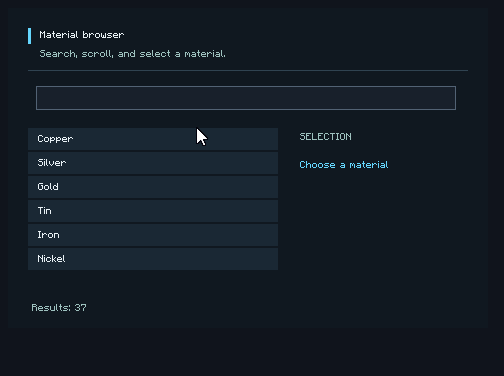 Material browser
Search, scroll, and select a material.
Copper
Silver
Gold
Tin
Iron
Nickel
SELECTION
Choose a material
Results: 37